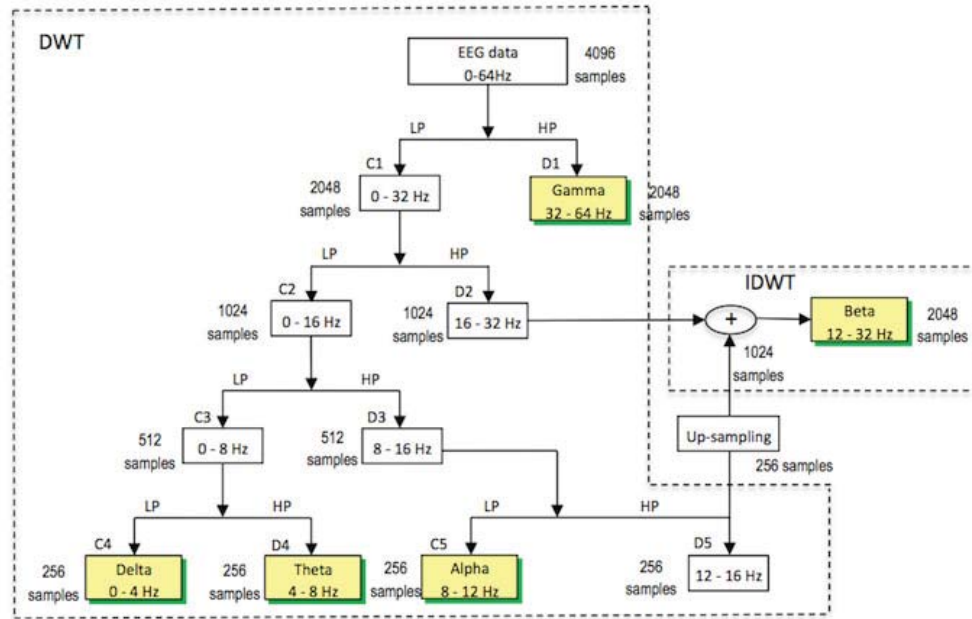 DWT
EEG data
0-64Hz
4096
samples
LP
HP
C1
0 - 32 Hz
2048
samples
D1
Gamma
32 - 64 Hz
2048
samples
LP
HP
C2
0 - 16 Hz
1024
samples
D2
16 - 32 Hz
1024
samples
IDWT
+
Beta
12 - 32 Hz
2048
samples
1024
samples
LP
HP
C3
0 - 8 Hz
512
samples
D3
8 - 16 Hz
512
samples
Up-sampling
256 samples
LP
HP
LP
HP
C4
Delta
0 - 4 Hz
256
samples
D4
Theta
4 - 8 Hz
256
samples
C5
Alpha
8 - 12 Hz
256
samples
D5
12 - 16 Hz
256
samples